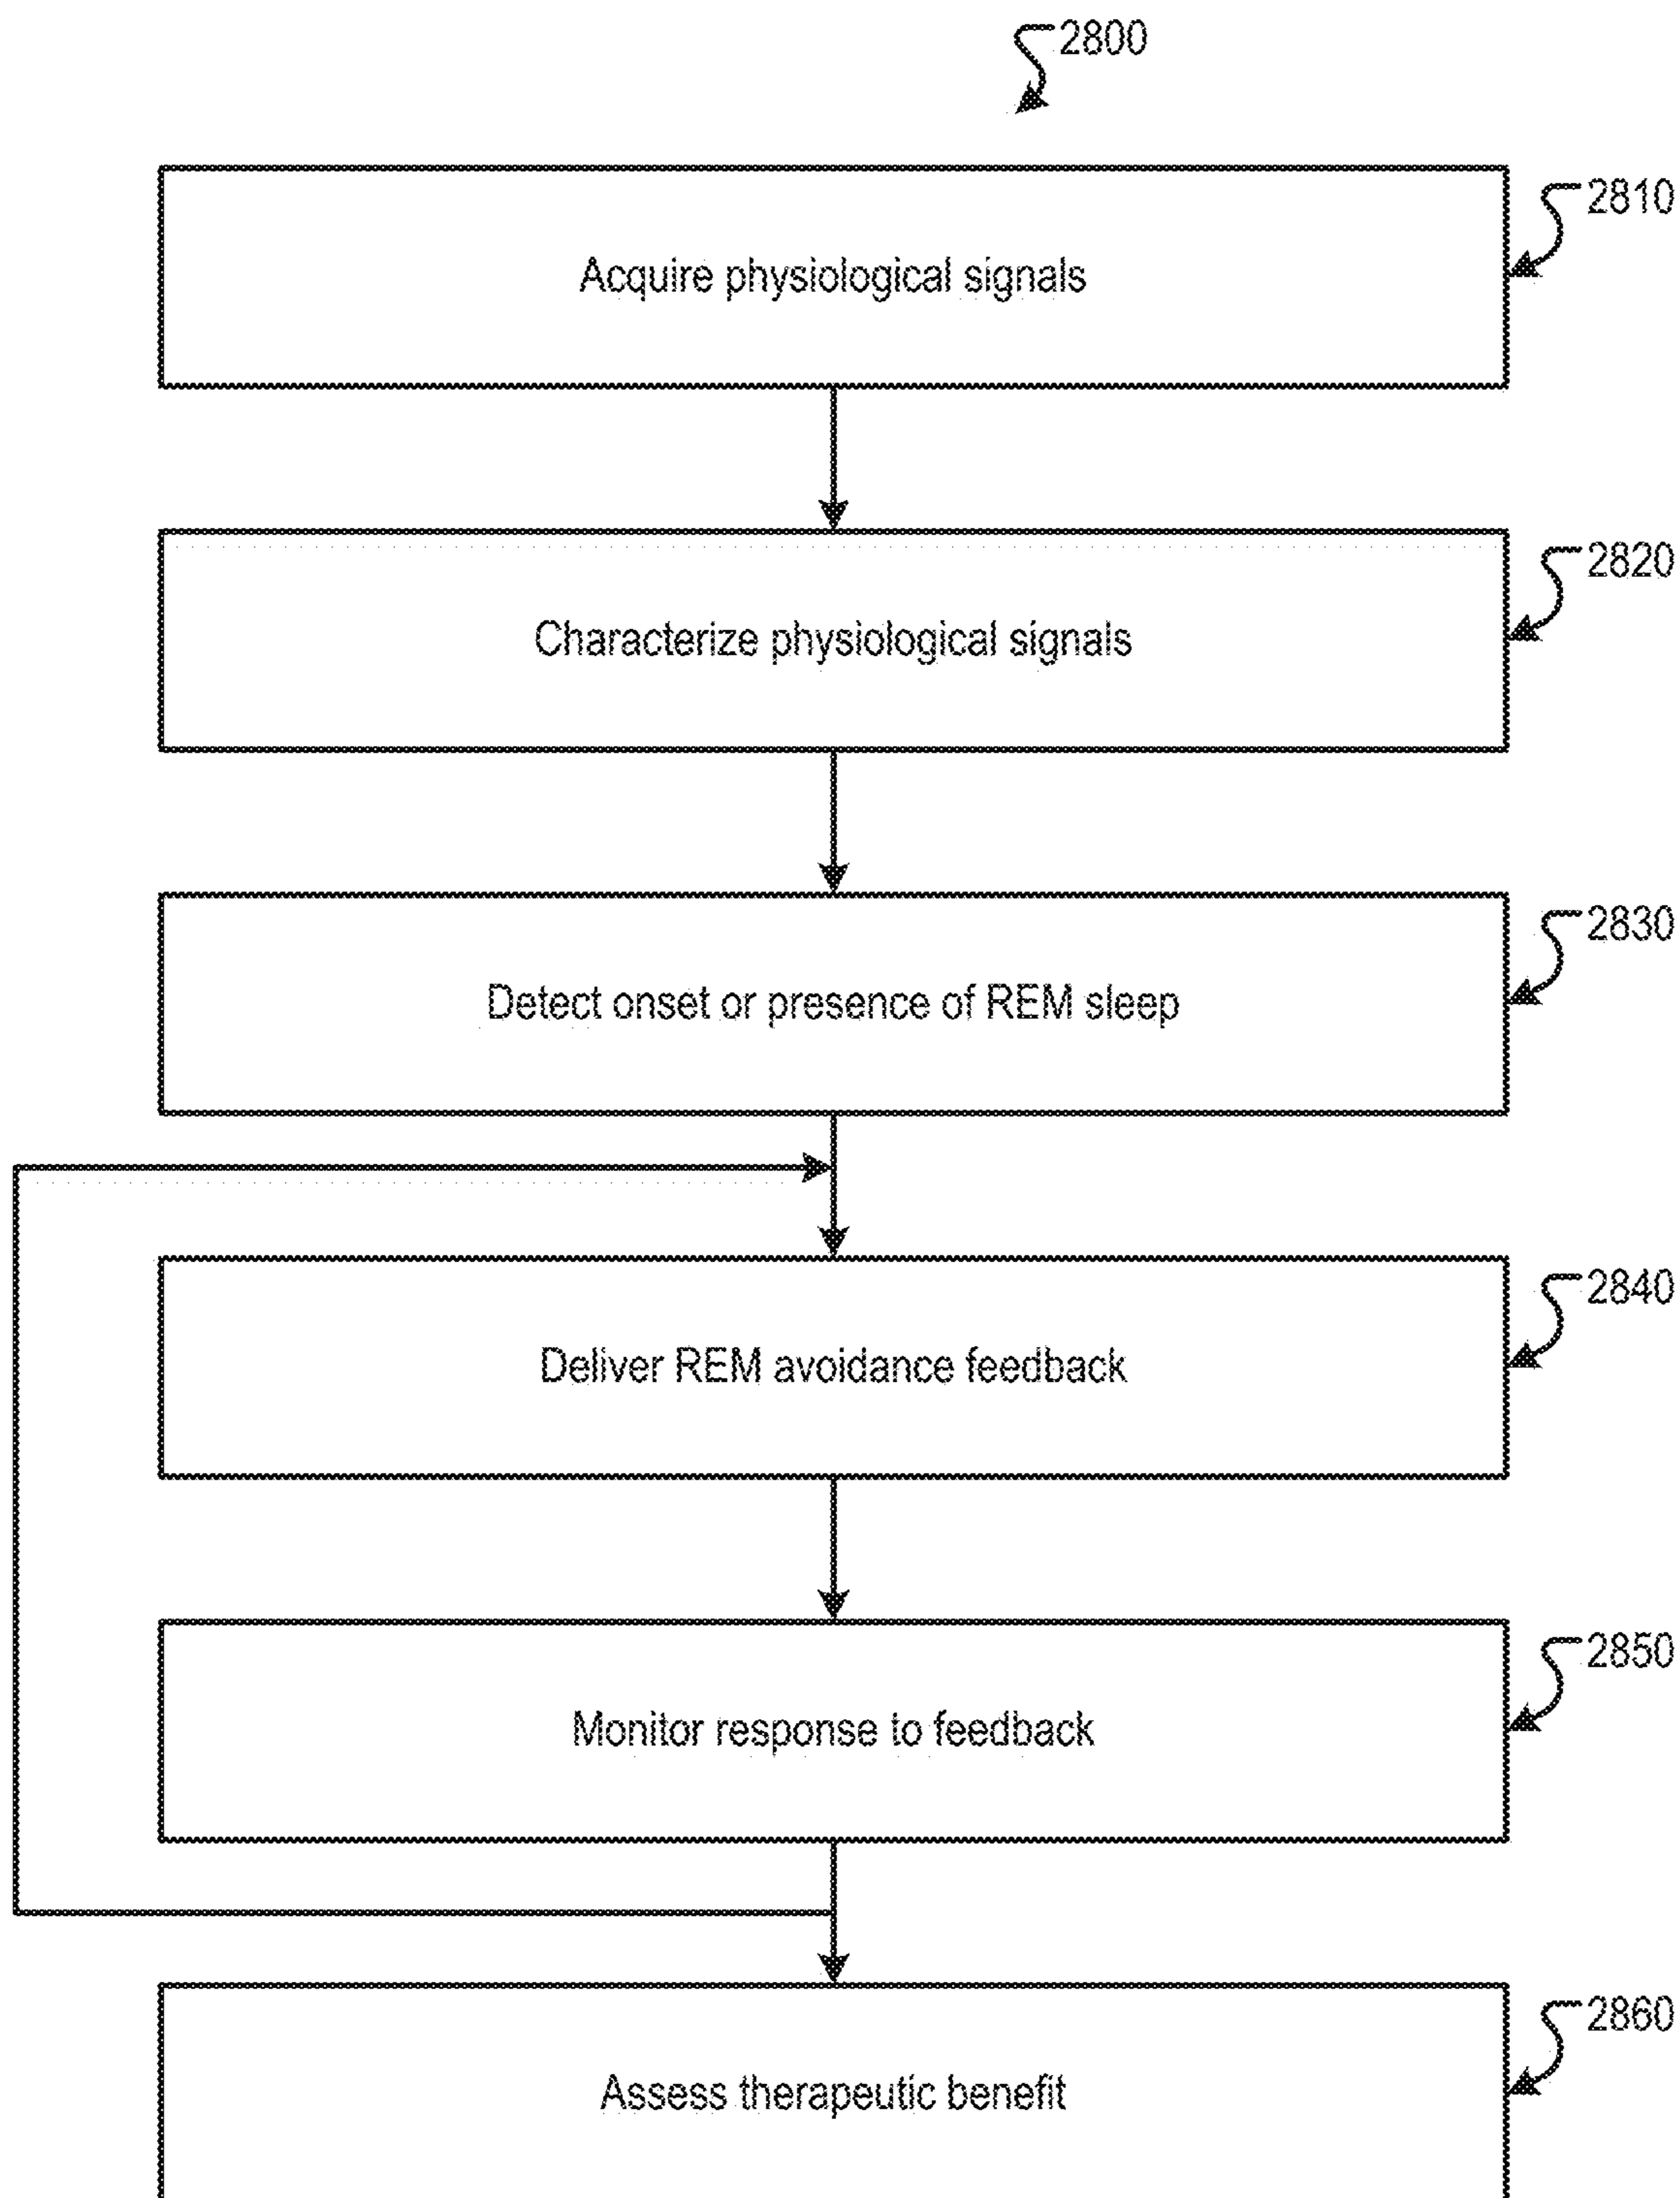 2800
Acquire physiological signals
2810
Characterize physiological signals
2820
Detect onset or presence of REM sleep
2830
Deliver REM avoidance feedback
2840
Monitor response to feedback
2850
Assess therapeutic benefit
2860